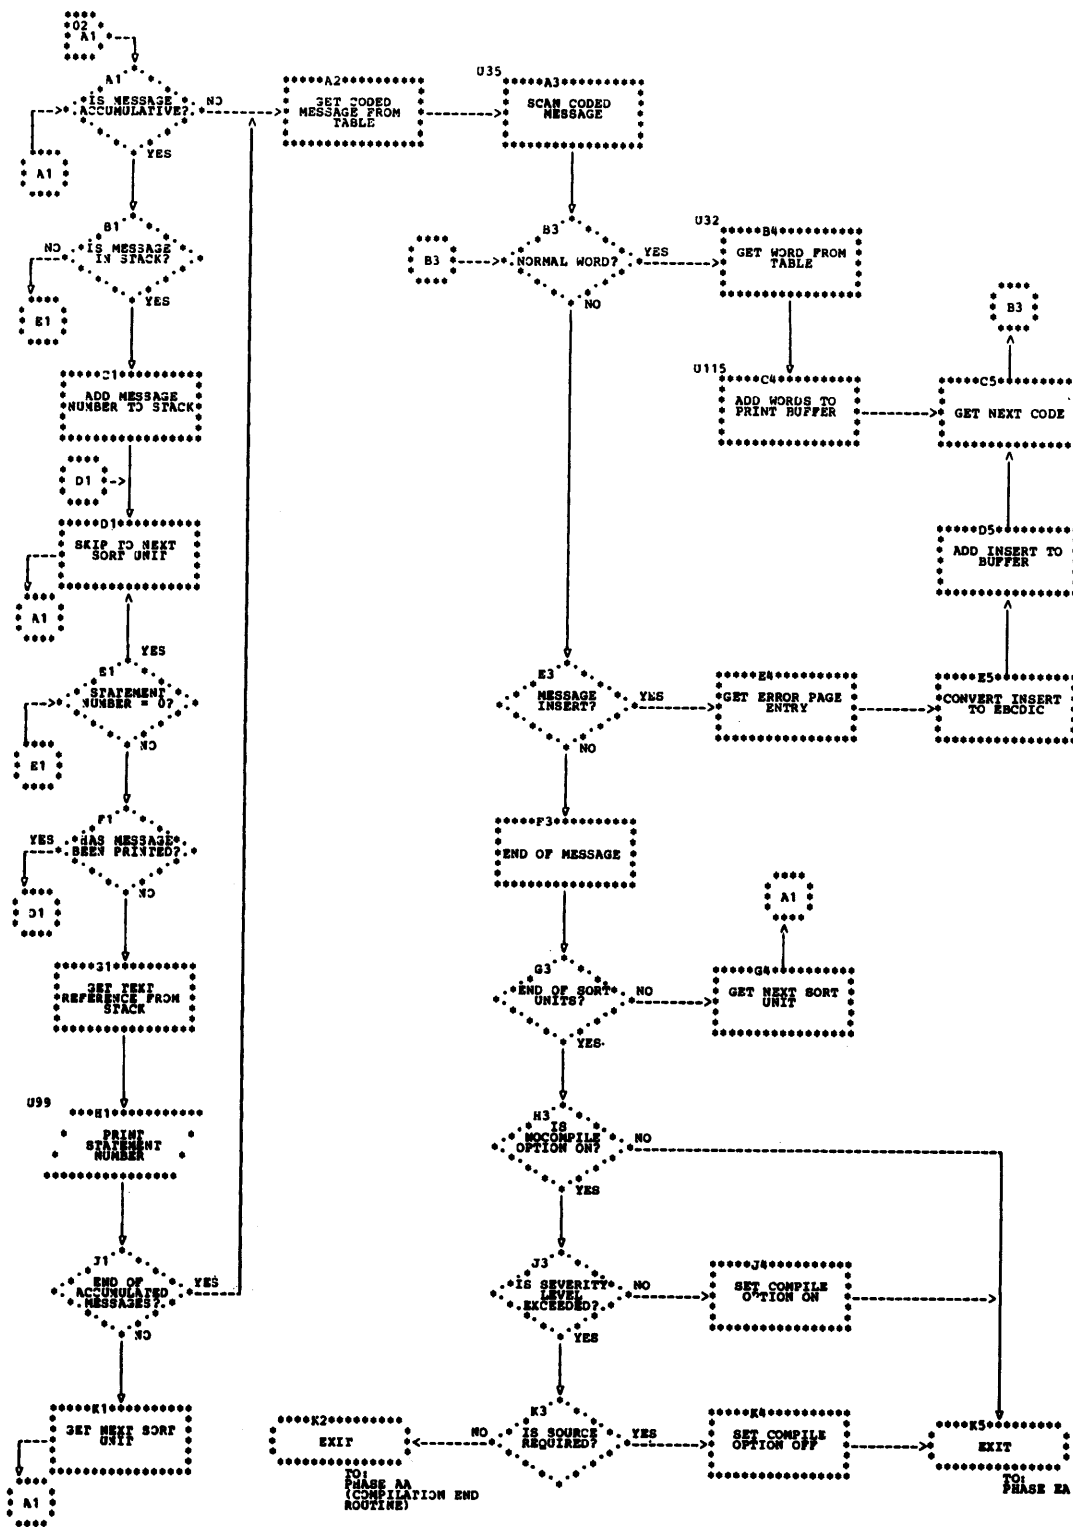 02
A1
A1
IS MESSAGE
ACCUMULATIVE?
NO
YES
A1
A2
GET CODED
MESSAGE FROM
TABLE
U35
A3
SCAN CODED
MESSAGE
B1
IS MESSAGE
IN STACK?
NO
YES
E1
B3
B3
NORMAL WORD?
YES
NO
U32
B4
GET WORD FROM
TABLE
B3
C1
ADD MESSAGE
NUMBER TO STACK
U115
C4
ADD WORDS TO
PRINT BUFFER
C5
GET NEXT CODE
D1
D1
SKIP TO NEXT
SORT UNIT
A1
D5
ADD INSERT TO
BUFFER
YES
E1
STATEMENT
NUMBER = 0?
NO
E1
E3
MESSAGE
INSERT?
YES
NO
E4
GET ERROR PAGE
ENTRY
E5
CONVERT INSERT
TO EBCDIC
F1
HAS MESSAGE
BEEN PRINTED?
YES
NO
D1
F3
END OF MESSAGE
A1
G1
GET TEXT
REFERENCE FROM
STACK
G3
END OF SORT
UNITS?
NO
YES
G4
GET NEXT SORT
UNIT
U99
H1
PRINT
STATEMENT
NUMBER
H3
IS
NOCOMPILE
OPTION ON?
NO
YES
J1
END OF
ACCUMULATED
MESSAGES?
YES
NO
J3
IS SEVERITY
LEVEL
EXCEEDED?
NO
YES
J4
SET COMPILE
OPTION ON
K1
GET NEXT SORT
UNIT
A1
K2
EXIT
TO:
PHASE AA
(COMPILATION END
ROUTINE)
NO
K3
IS SOURCE
REQUIRED?
YES
K4
SET COMPILE
OPTION OFF
K5
EXIT
TO:
PHASE EA